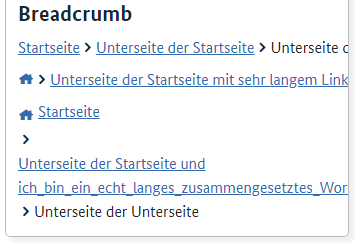 Breadcrumb
Startseite > Unterseite der Startseite > Unterseite
> Unterseite der Startseite mit sehr langem Link
Startseite
>
Unterseite der Startseite und
ich_bin_ein_echt_langes_zusammengesetztes_Wor
> Unterseite der Unterseite